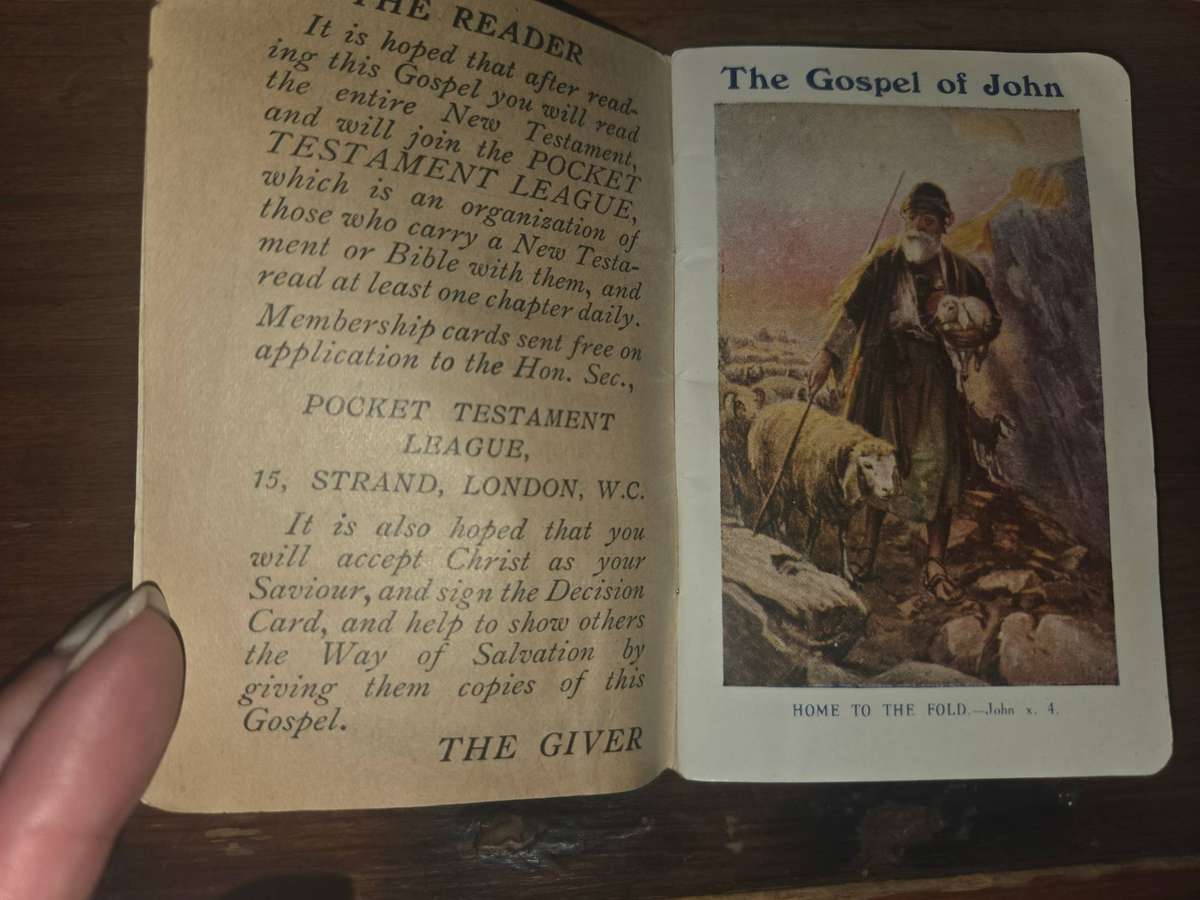 THE READER
It is hoped that after read-
ing this Gospel you will read
the entire New Testament,
and will join the POCKET
TESTAMENT LEAGUE,
which is an organization of
those who carry a New Testa-
ment or Bible with them, and
read at least one chapter daily.
Membership cards sent free on
application to the Hon. Sec.,
POCKET TESTAMENT
LEAGUE,
15, STRAND, LONDON, W.C.
It is also hoped that you
will accept Christ as your
Saviour, and sign the Decision
Card, and help to show others
the Way of Salvation by
giving them copies of this
Gospel.
THE GIVER
The Gospel of John
HOME TO THE FOLD.—John x. 4.